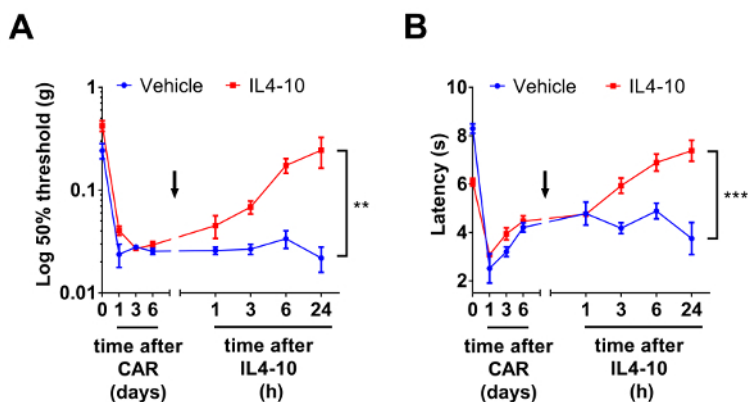 A
Vehicle IL4-10
Log 50% threshold (g)
1
0.1
0.01
**
0 1 3 6 1 3 6 24
time after
CAR
(days)
time after
IL4-10
(h)
B
Vehicle IL4-10
Latency (s)
10
8
6
4
2
***
0 1 3 6 1 3 6 24
time after
CAR
(days)
time after
IL4-10
(h)